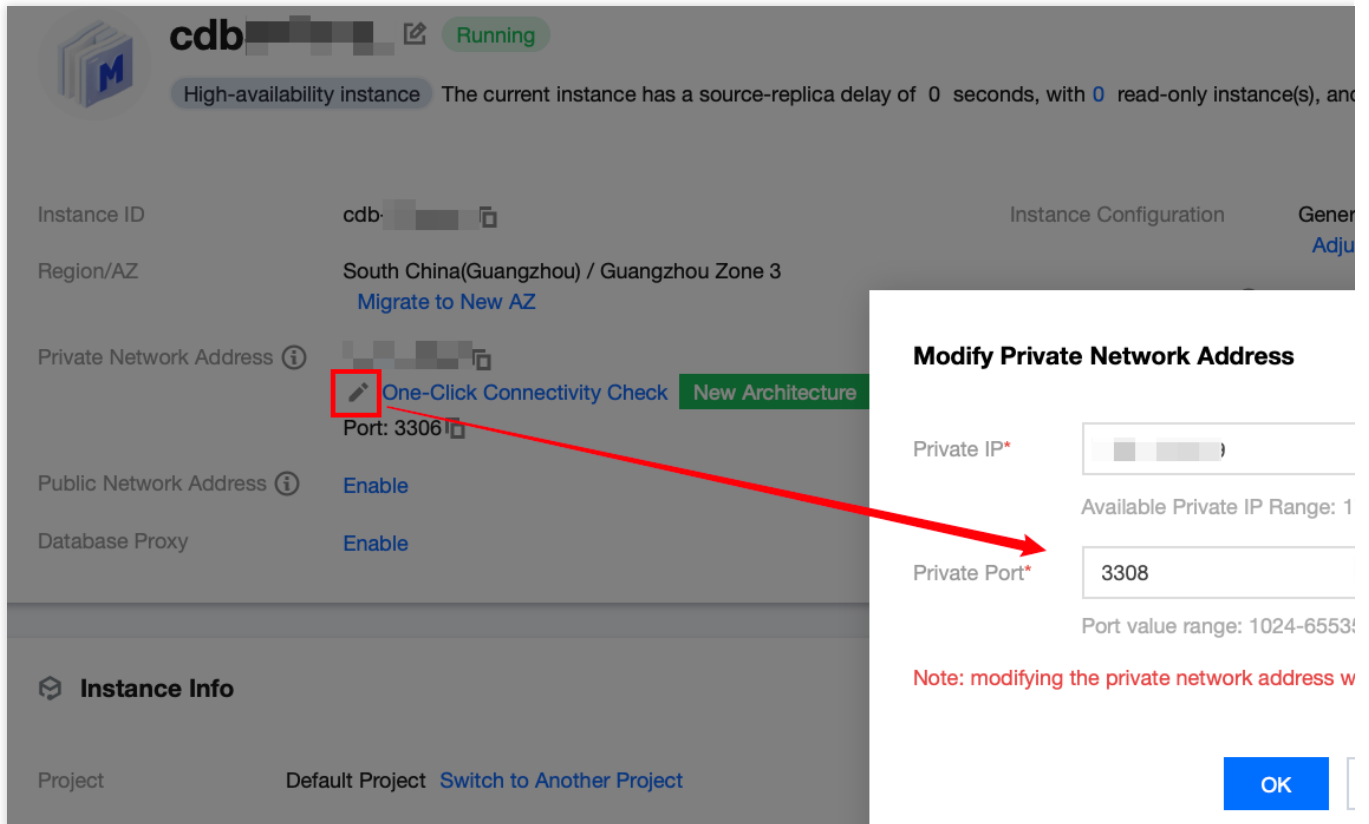 cdb
Running
High-availability instance The current instance has a source-replica delay of 0 seconds, with 0 read-only instance(s), and
Instance ID
cdb-
Instance Configuration
Gener
Adju
Region/AZ
South China(Guangzhou) / Guangzhou Zone 3
Migrate to New AZ
Private Network Address
One-Click Connectivity Check New Architecture
Port: 3306
Public Network Address
Enable
Database Proxy
Enable
Instance Info
Project
Default Project Switch to Another Project
Modify Private Network Address
Private IP*
Available Private IP Range: 1
Private Port*
3308
Port value range: 1024-65535
Note: modifying the private network address w
OK